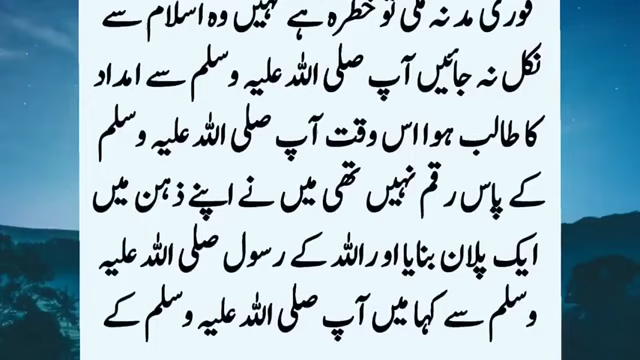 فوری مدد نہ ملی تو خطرہ ہے کہیں وہ اسلام سے
نکل نہ جائیں آپ صلی اللہ علیہ وسلم سے امداد
کا طالب ہوا اس وقت آپ صلی اللہ علیہ وسلم
کے پاس رقم نہیں تھی میں نے اپنے ذہن میں
ایک پلان بنایا اور اللہ کے رسول صلی اللہ علیہ
وسلم سے کہا میں آپ صلی اللہ علیہ وسلم کے